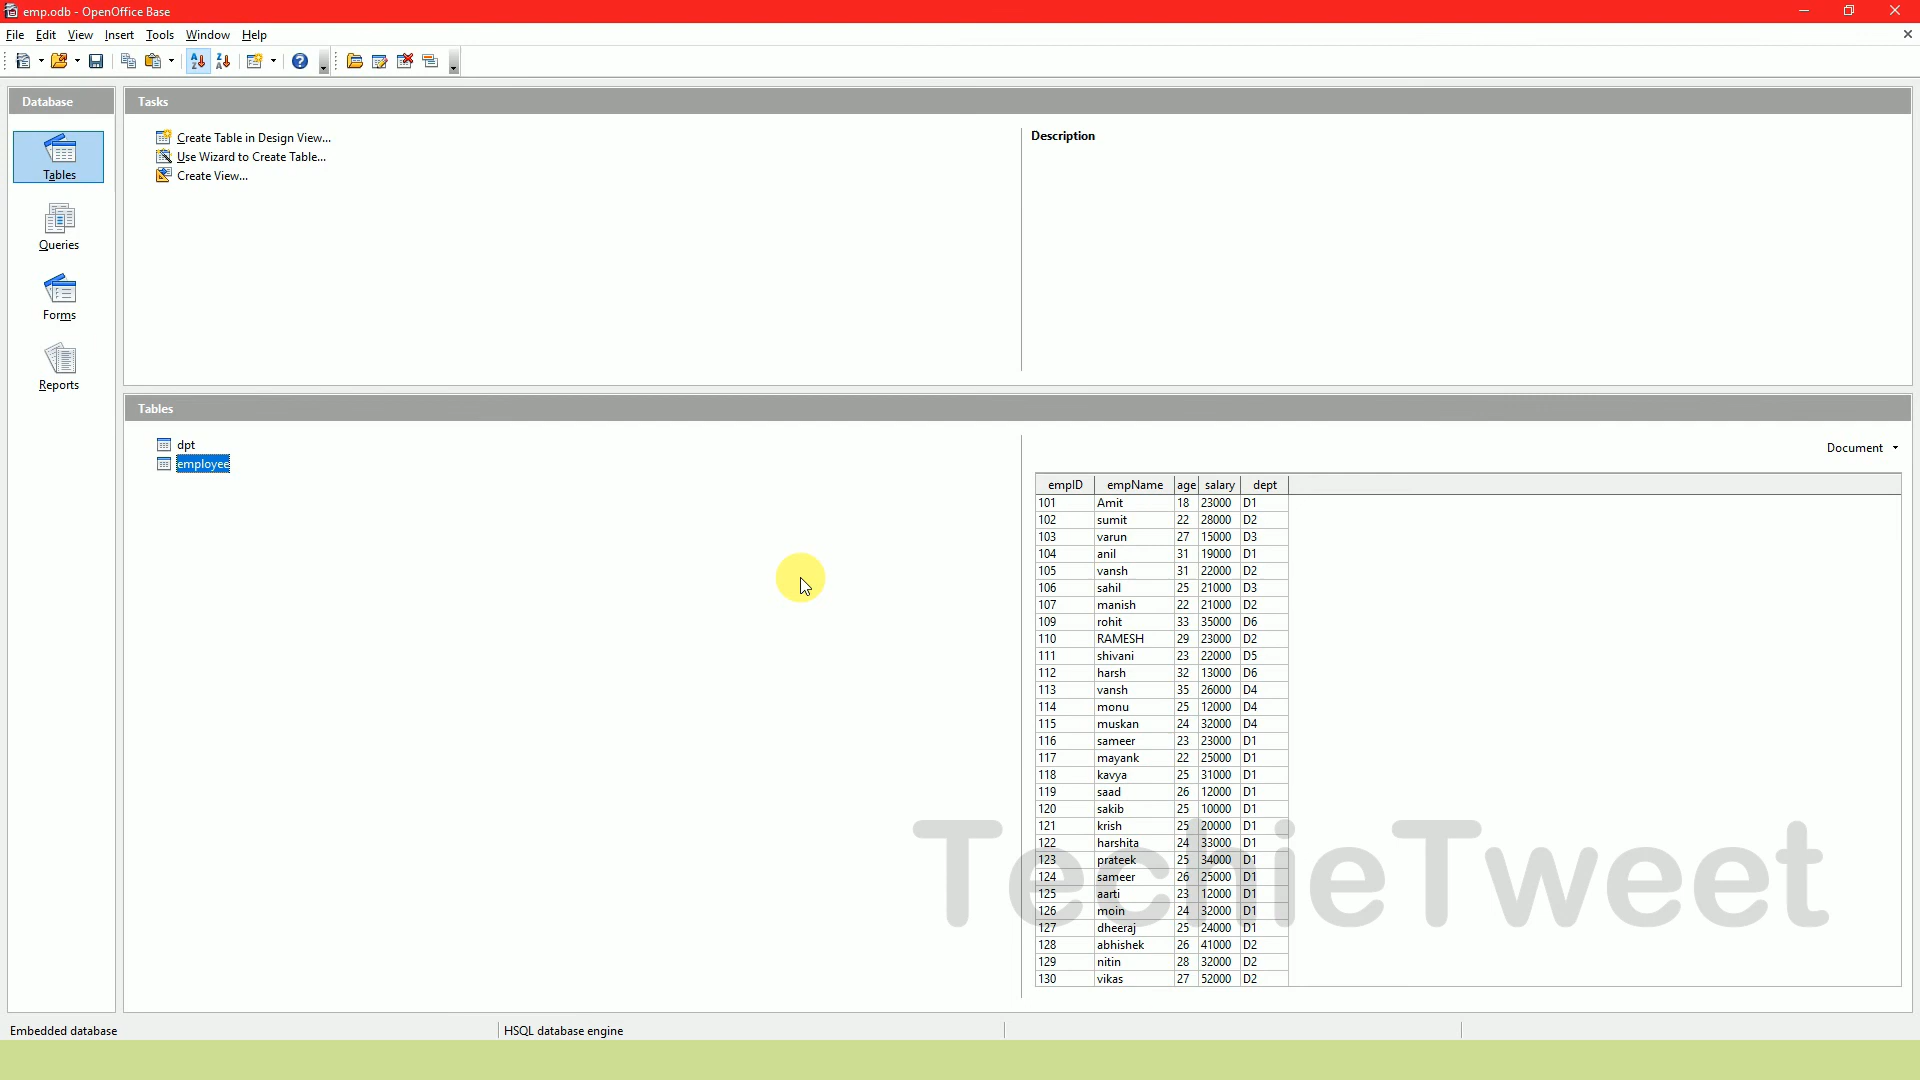 emp.odb - OpenOffice Base
File Edit View Insert Tools Window Help
Database
Tables
Queries
Forms
Reports
Tasks
Create Table in Design View...
Use Wizard to Create Table...
Create View...
Description
Tables
dpt
employee
Document
empID empName age salary dept
101 Amit 18 23000 D1
102 sumit 22 28000 D2
103 varun 27 15000 D3
104 anil 31 19000 D1
105 vansh 31 22000 D2
106 sahil 25 21000 D3
107 manish 22 21000 D2
109 rohit 33 35000 D6
110 RAMESH 29 23000 D2
111 shivani 23 22000 D5
112 harsh 32 13000 D6
113 vansh 35 26000 D4
114 monu 25 12000 D4
115 muskan 24 32000 D4
116 sameer 23 23000 D1
117 mayank 22 25000 D1
118 kavya 25 31000 D1
119 saad 26 12000 D1
120 sakib 25 10000 D1
121 krish 25 20000 D1
122 harshita 24 33000 D1
123 prateek 25 34000 D1
124 sameer 26 25000 D1
125 aarti 23 12000 D1
126 moin 24 32000 D1
127 dheeraj 25 24000 D1
128 abhishek 26 41000 D2
129 nitin 28 32000 D2
130 vikas 27 52000 D2
TechieTweet
Embedded database
HSQL database engine